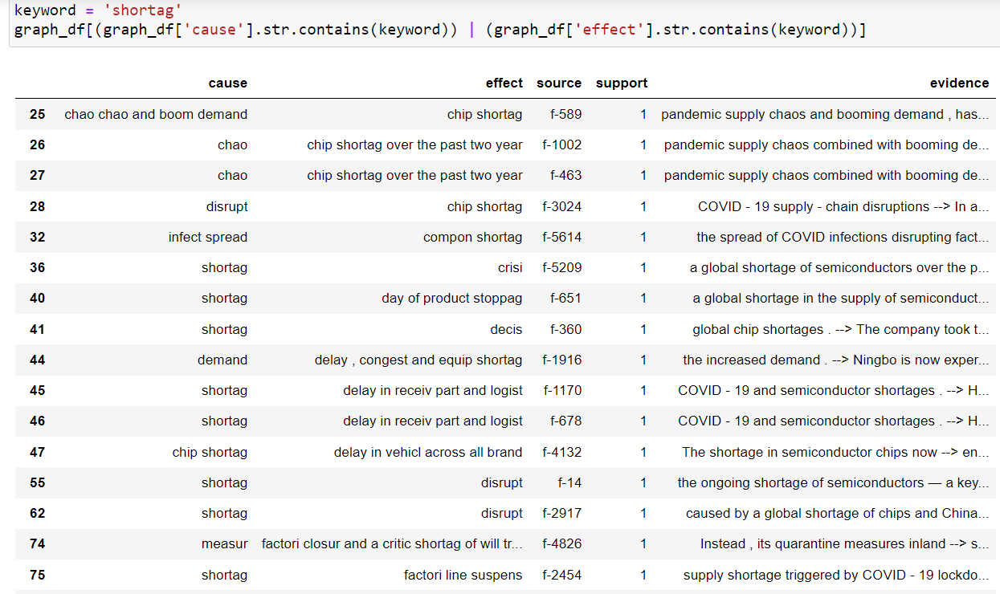 keyword = 'shortag'
graph_df[(graph_df['cause'].str.contains(keyword)) | (graph_df['effect'].str.contains(keyword))]
cause effect source support evidence
25 chao chao and boom demand chip shortag f-589 1 pandemic supply chaos and booming demand , has...
26 chao chip shortag over the past two year f-1002 1 pandemic supply chaos combined with booming de...
27 chao chip shortag over the past two year f-463 1 pandemic supply chaos combined with booming de...
28 disrupt chip shortag f-3024 1 COVID - 19 supply - chain disruptions --> In a...
32 infect spread compon shortag f-5614 1 the spread of COVID infections disrupting fact...
36 shortag crisi f-5209 1 a global shortage of semiconductors over the p...
40 shortag day of product stoppag f-651 1 a global shortage in the supply of semiconduct...
41 shortag decis f-360 1 global chip shortages . --> The company took t...
44 demand delay , congest and equip shortag f-1916 1 the increased demand . --> Ningbo is now exper...
45 shortag delay in receiv part and logist f-1170 1 COVID - 19 and semiconductor shortages . --> H...
46 shortag delay in receiv part and logist f-678 1 COVID - 19 and semiconductor shortages . --> H...
47 chip shortag delay in vehicl across all brand f-4132 1 The shortage in semiconductor chips now --> en...
55 shortag disrupt f-14 1 the ongoing shortage of semiconductors — a key...
62 shortag disrupt f-2917 1 caused by a global shortage of chips and China...
74 measur factori closur and a critic shortag of will tr... f-4826 1 Instead , its quarantine measures inland --> s...
75 shortag factori line suspens f-2454 1 supply shortage triggered by COVID - 19 lockdo...